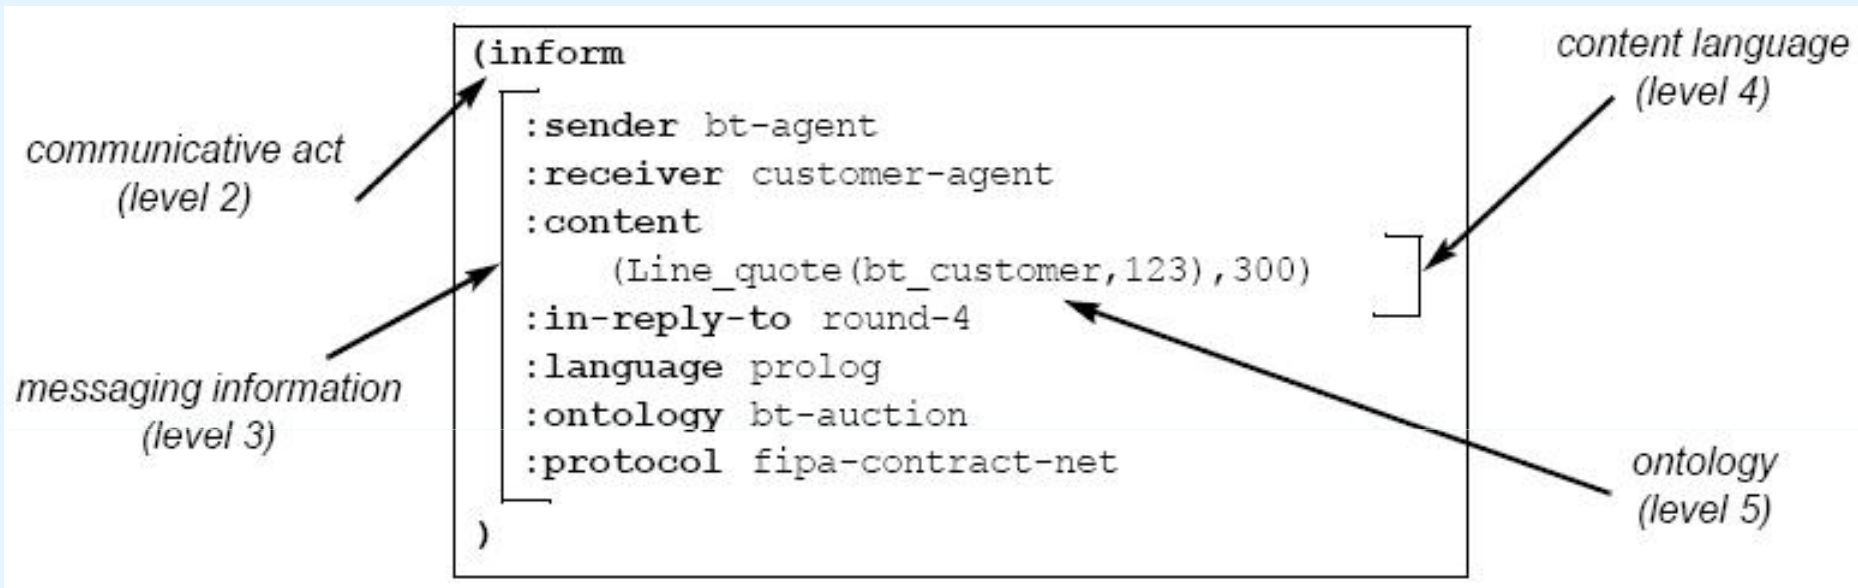 (inform
:sender bt-agent
:receiver customer-agent
:content
(Line_quote(bt_customer,123),300)
:in-reply-to round-4
:language prolog
:ontology bt-auction
:protocol fipa-contract-net
)
communicative act
(level 2)
messaging information
(level 3)
content language
(level 4)
ontology
(level 5)